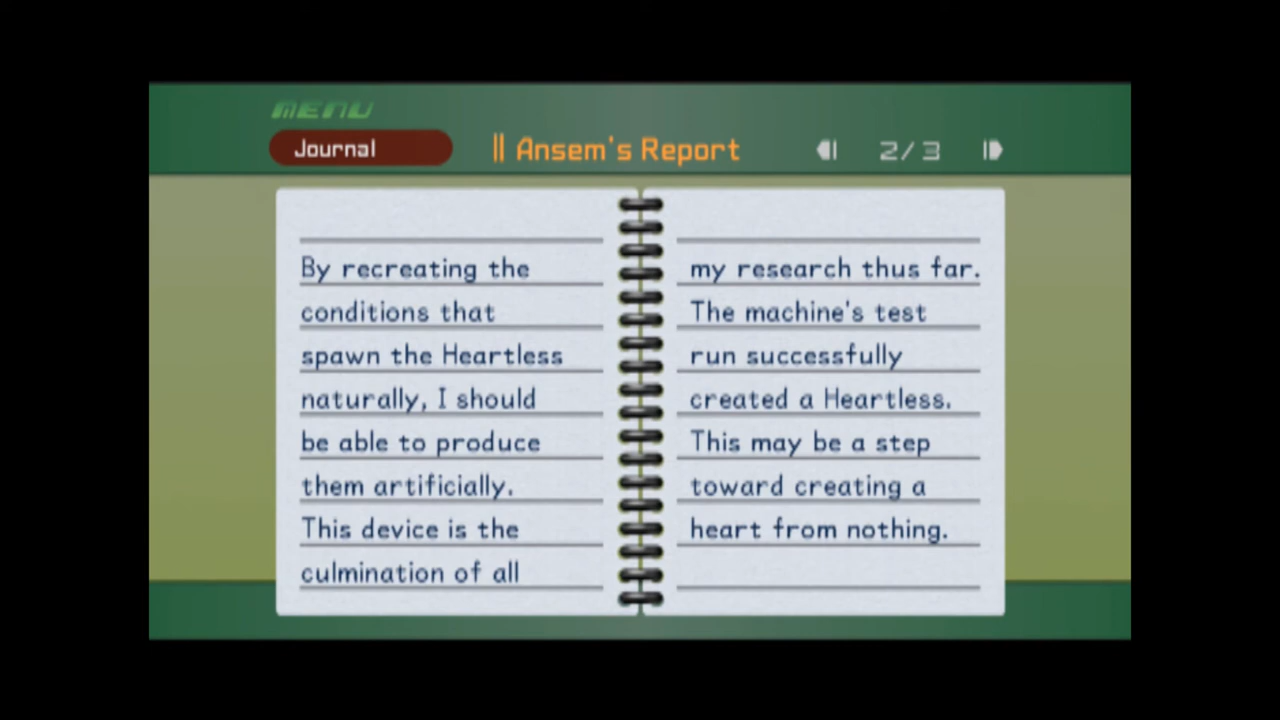 MENU
Journal
Ansem's Report
2/3
By recreating the
conditions that
spawn the Heartless
naturally, I should
be able to produce
them artificially.
This device is the
culmination of all
my research thus far.
The machine's test
run successfully
created a Heartless.
This may be a step
toward creating a
heart from nothing.